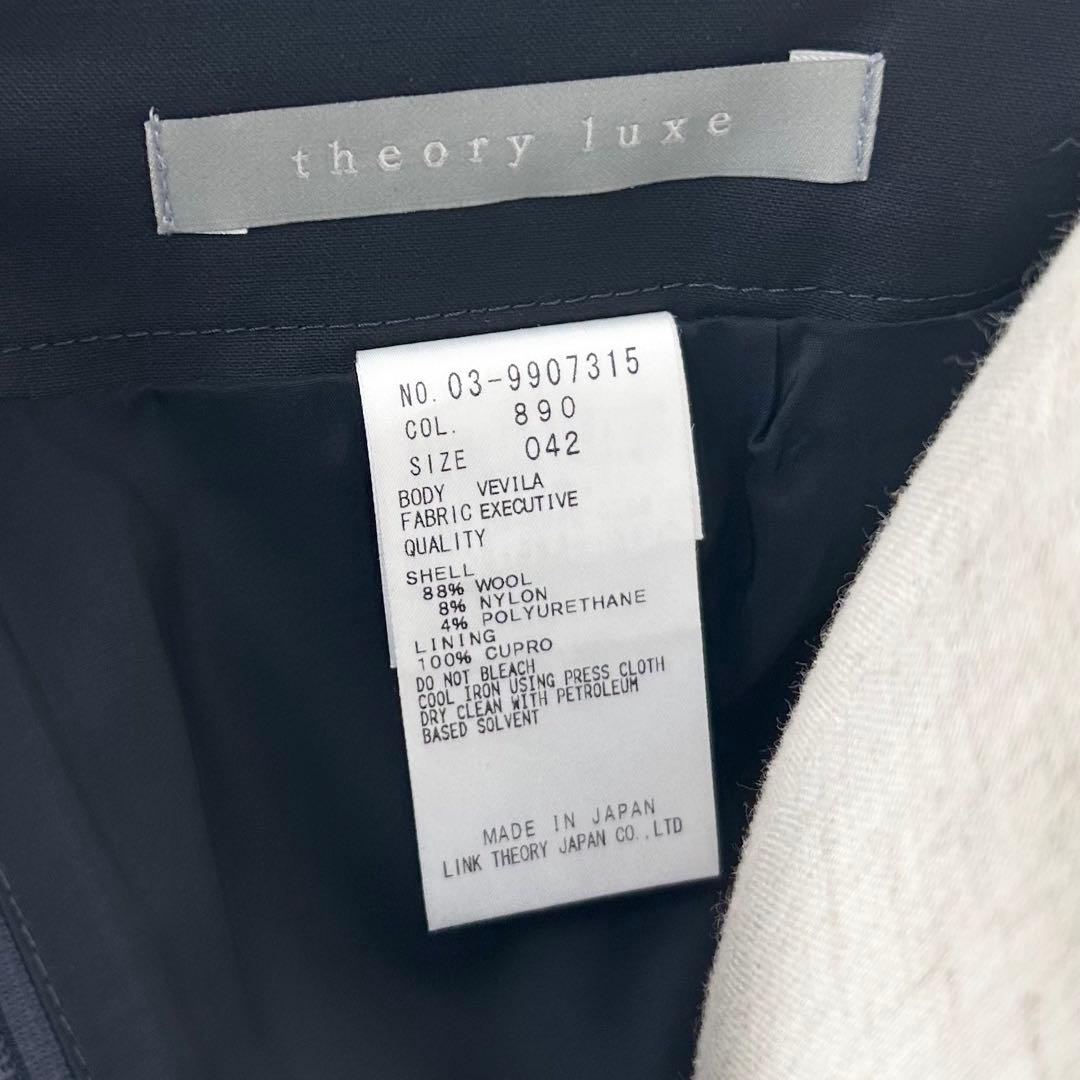 theory luxe
NO. 03-9907315
COL. 890
SIZE 042
BODY VEVILA
FABRIC EXECUTIVE
QUALITY
SHELL
88% WOOL
8% NYLON
4% POLYURETHANE
LINING
100% CUPRO
DO NOT BLEACH
COOL IRON USING PRESS CLOTH
DRY CLEAN WITH PETROLEUM
BASED SOLVENT
MADE IN JAPAN
LINK THEORY JAPAN CO.,LTD